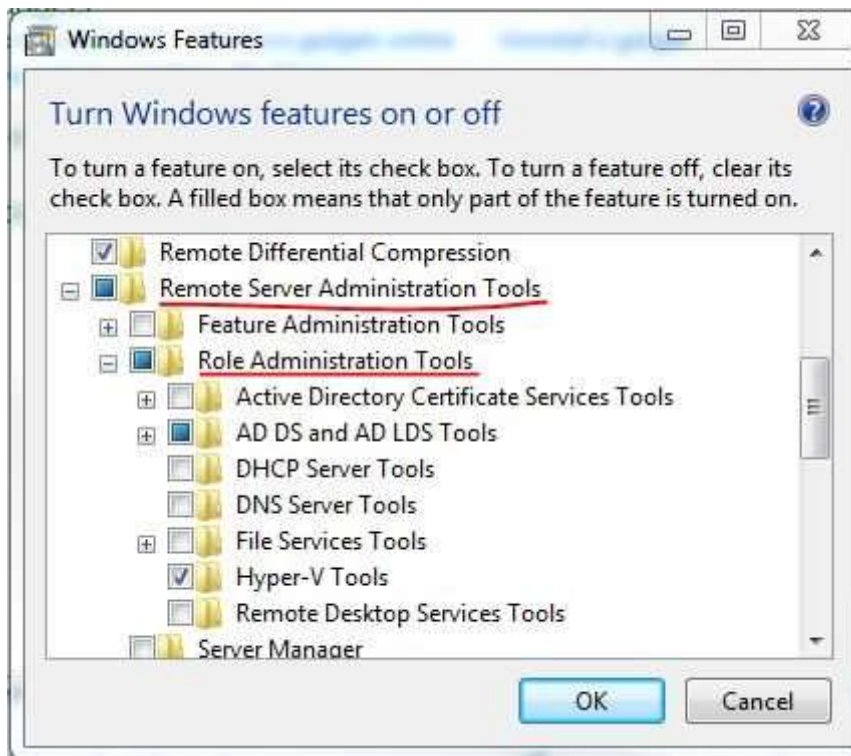 Windows Features
Turn Windows features on or off
To turn a feature on, select its check box. To turn a feature off, clear its
check box. A filled box means that only part of the feature is turned on.
Remote Differential Compression
Remote Server Administration Tools
Feature Administration Tools
Role Administration Tools
Active Directory Certificate Services Tools
AD DS and AD LDS Tools
DHCP Server Tools
DNS Server Tools
File Services Tools
Hyper-V Tools
Remote Desktop Services Tools
Server Manager
OK
Cancel